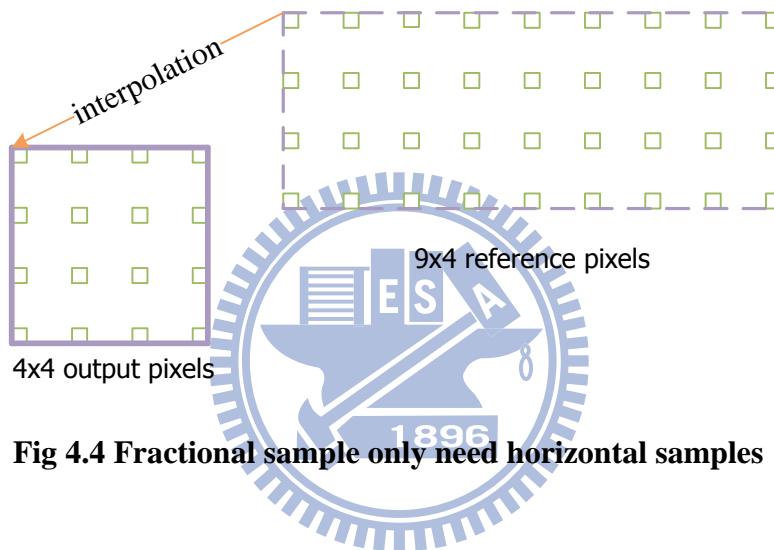 interpolation
9x4 reference pixels
E S A
4x4 output pixels
1896
Fig 4.4 Fractional sample only need horizontal samples